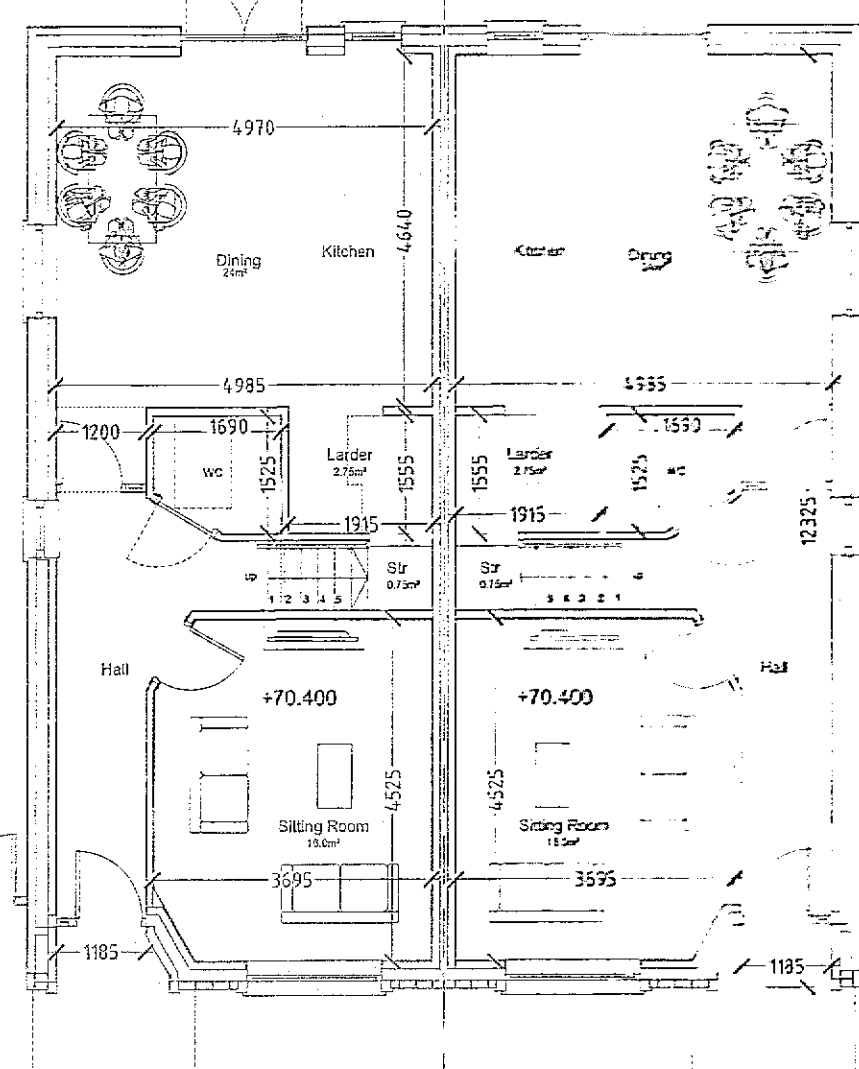 4970
4640
Dining
24m²
Kitchen
Kitchen
Dining
4985
4985
1200
1690
1690
wc
1525
Larder
2.75m²
1555
1555
Larder
2.75m²
1525
wc
1915
1915
12325
up
1 2 3 4 5
Str
0.75m²
Str
0.75m²
5 4 3 2 1
up
Hall
+70.400
+70.400
Hall
4525
4525
Sitting Room
16.0m²
Sitting Room
3695
3695
1185
1185